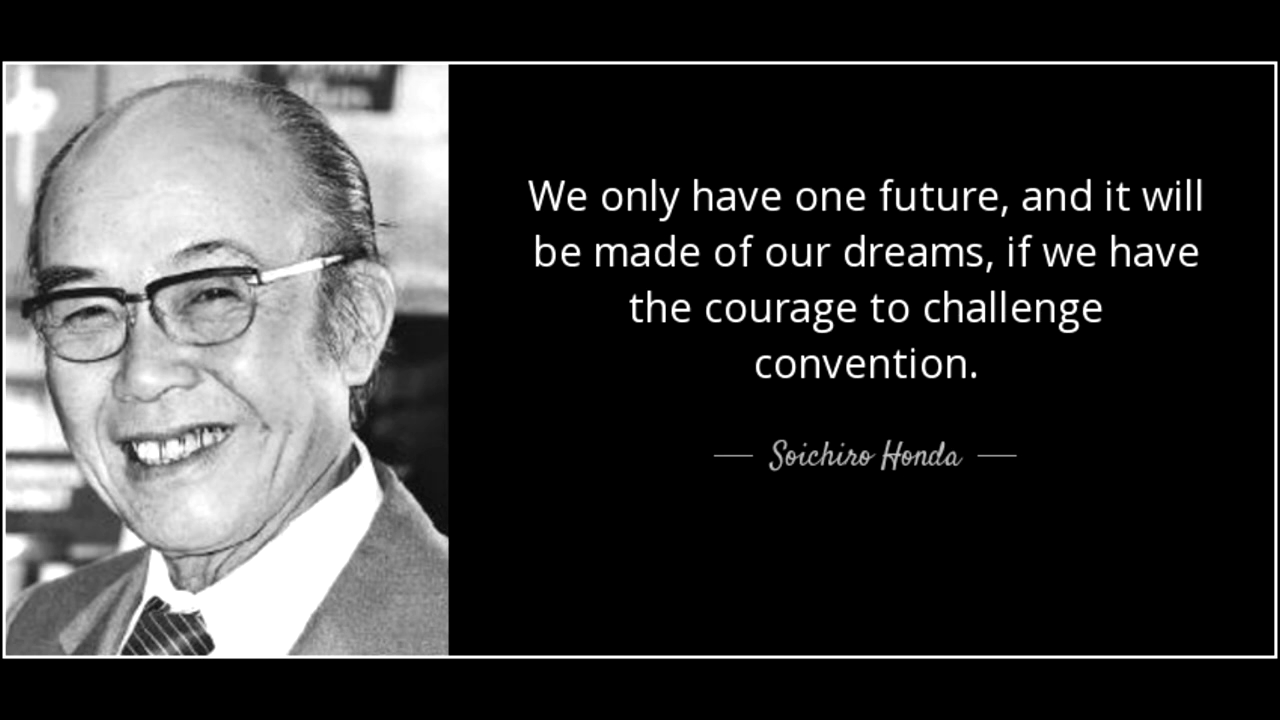 We only have one future, and it will
be made of our dreams, if we have
the courage to challenge
convention.
Soichiro Honda